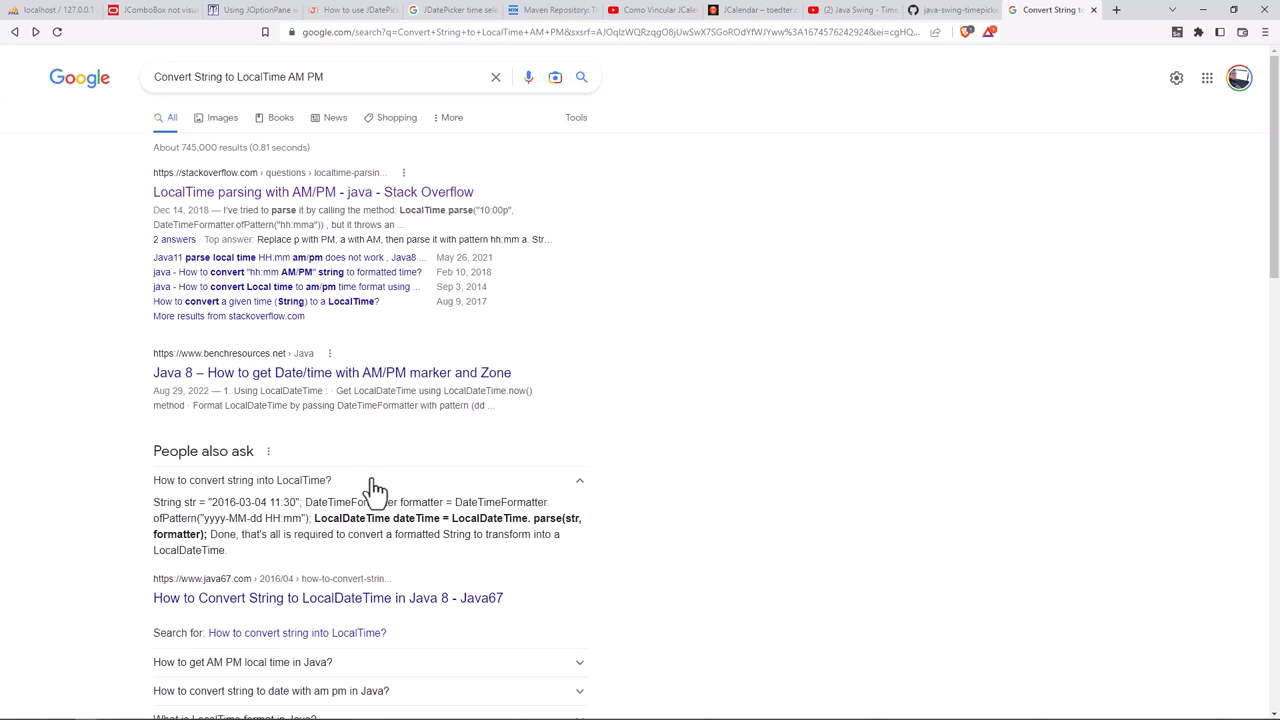 localhost / 127.0.0.1
JComboBox not visu
Using JOptionPane w
How to use JDatePic
JDatePicker time sele
Maven Repository: T
Como Vincular JCale
JCalendar – toedter.c
(2) Java Swing - Time
java-swing-timepicke
Convert String to
google.com/search?q=Convert+String+to+LocalTime+AM+PM&sxsrf=AJOqlzWQRzqgO8jUwSwX7SGoROdYfWJYww%3A1674576242924&ei=cgHQ...
Google
Convert String to LocalTime AM PM
All
Images
Books
News
Shopping
More
Tools
About 745,000 results (0.81 seconds)
https://stackoverflow.com › questions › localtime-parsin...
LocalTime parsing with AM/PM - java - Stack Overflow
Dec 14, 2018 — I've tried to parse it by calling the method: LocalTime.parse("10:00p",
DateTimeFormatter.ofPattern("hh:mma")) , but it throws an ...
2 answers · Top answer: Replace p with PM, a with AM, then parse it with pattern hh:mm a. Str...
Java11 parse local time HH:mm am/pm does not work , Java8 ... May 26, 2021
java - How to convert "hh:mm AM/PM" string to formatted time? Feb 10, 2018
java - How to convert Local time to am/pm time format using ... Sep 3, 2014
How to convert a given time (String) to a LocalTime? Aug 9, 2017
More results from stackoverflow.com
https://www.benchresources.net › Java
Java 8 – How to get Date/time with AM/PM marker and Zone
Aug 29, 2022 — 1. Using LocalDateTime : · Get LocalDateTime using LocalDateTime.now()
method · Format LocalDateTime by passing DateTimeFormatter with pattern (dd ...
People also ask
How to convert string into LocalTime?
String str = "2016-03-04 11:30"; formatter = DateTimeFormatter.
ofPattern("yyyy-MM-dd HH:mm"); LocalDateTime dateTime = LocalDateTime. parse(str,
formatter); Done, that's all is required to convert a formatted String to transform into a
LocalDateTime.
https://www.java67.com › 2016/04 › how-to-convert-strin...
How to Convert String to LocalDateTime in Java 8 - Java67
Search for: How to convert string into LocalTime?
How to get AM PM local time in Java?
How to convert string to date with am pm in Java?
What is LocalTime format in Java?